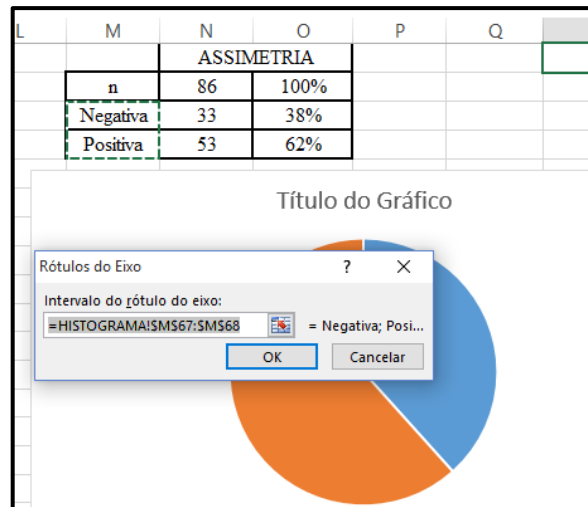 L M N O P Q
ASSIMETRIA
n 86 100%
Negativa 33 38%
Positiva 53 62%
Título do Gráfico
Rótulos do Eixo ? X
Intervalo do rótulo do eixo:
=HISTOGRAMA!$M$67:$M$68 = Negativa; Posi...
OK Cancelar